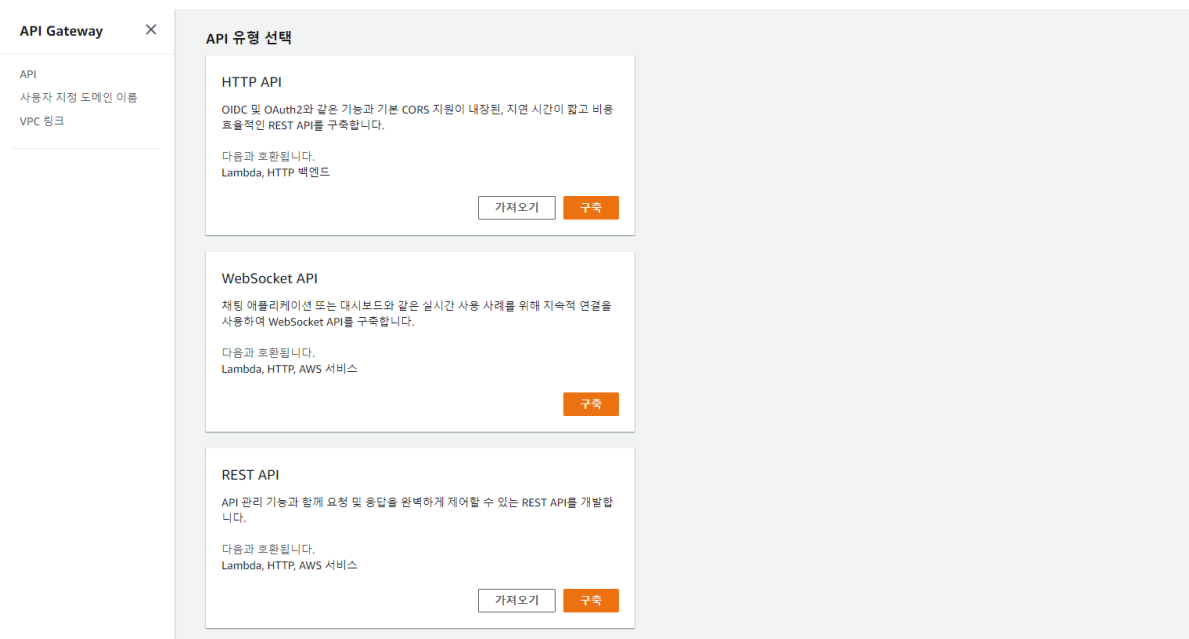 API Gateway
API
사용자 지정 도메인 이름
VPC 링크
API 유형 선택
HTTP API
OIDC 및 OAuth2와 같은 기능과 기본 CORS 지원이 내장된, 지연 시간이 짧고 비용
효율적인 REST API를 구축합니다.
다음과 호환됩니다.
Lambda, HTTP 백엔드
가져오기
구축
WebSocket API
채팅 애플리케이션 또는 대시보드와 같은 실시간 사용 사례를 위해 지속적 연결을
사용하여 WebSocket API를 구축합니다.
다음과 호환됩니다.
Lambda, HTTP, AWS 서비스
구축
REST API
API 관리 기능과 함께 요청 및 응답을 완벽하게 제어할 수 있는 REST API를 개발합
니다.
다음과 호환됩니다.
Lambda, HTTP, AWS 서비스
가져오기
구축